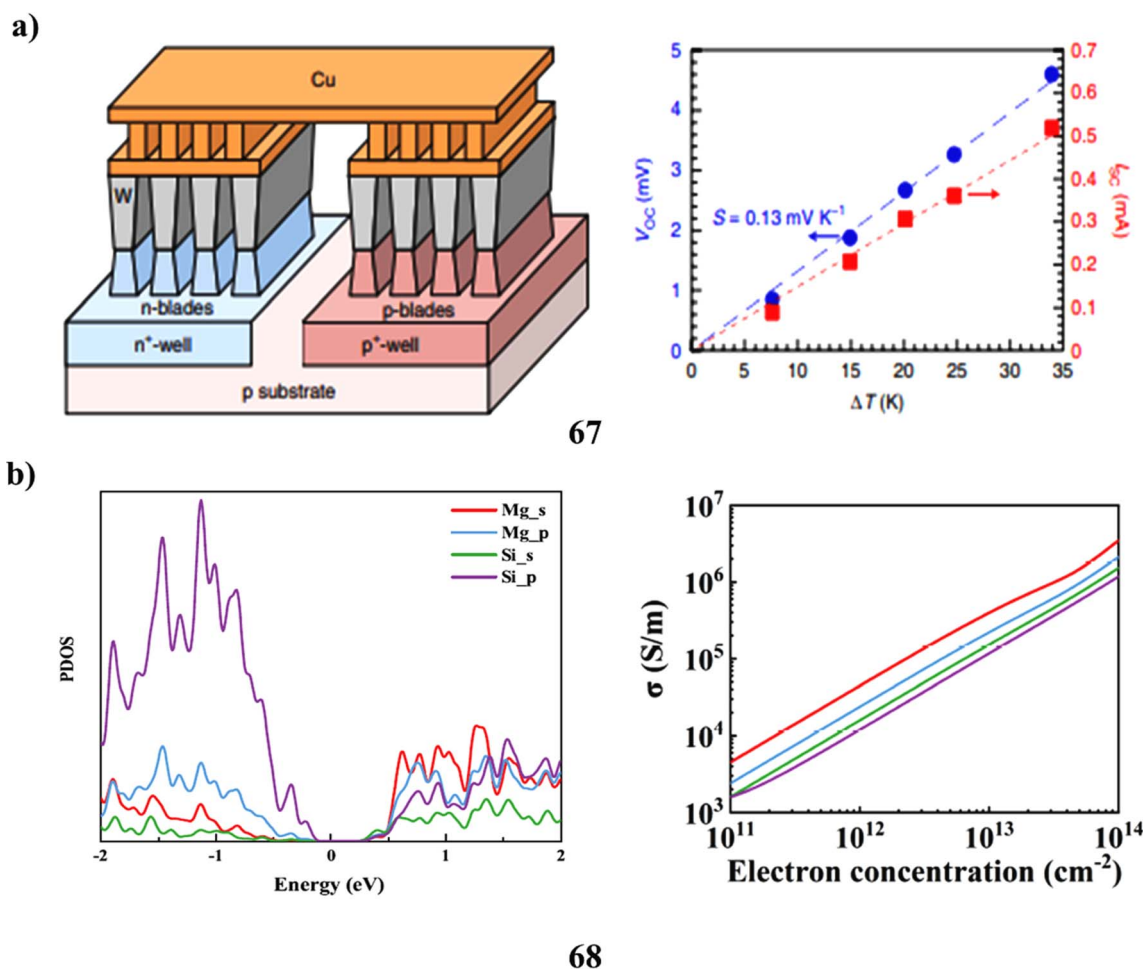 a)
Cu
W
n-blades
p-blades
n⁺-well
p⁺-well
p substrate
5
4
3
2
1
0
V_OC (mV)
S = 0.13 mV K⁻¹
0 5 10 15 20 25 30 35
ΔT (K)
0.7
0.6
0.5
0.4
0.3
0.2
0.1
0
I_SC (mA)
67
b)
PDOS
Mg_s
Mg_p
Si_s
Si_p
-2 -1 0 1 2
Energy (eV)
σ (S/m)
10⁷
10⁶
10⁵
10⁴
10³
10¹¹ 10¹² 10¹³ 10¹⁴
Electron concentration (cm⁻²)
68